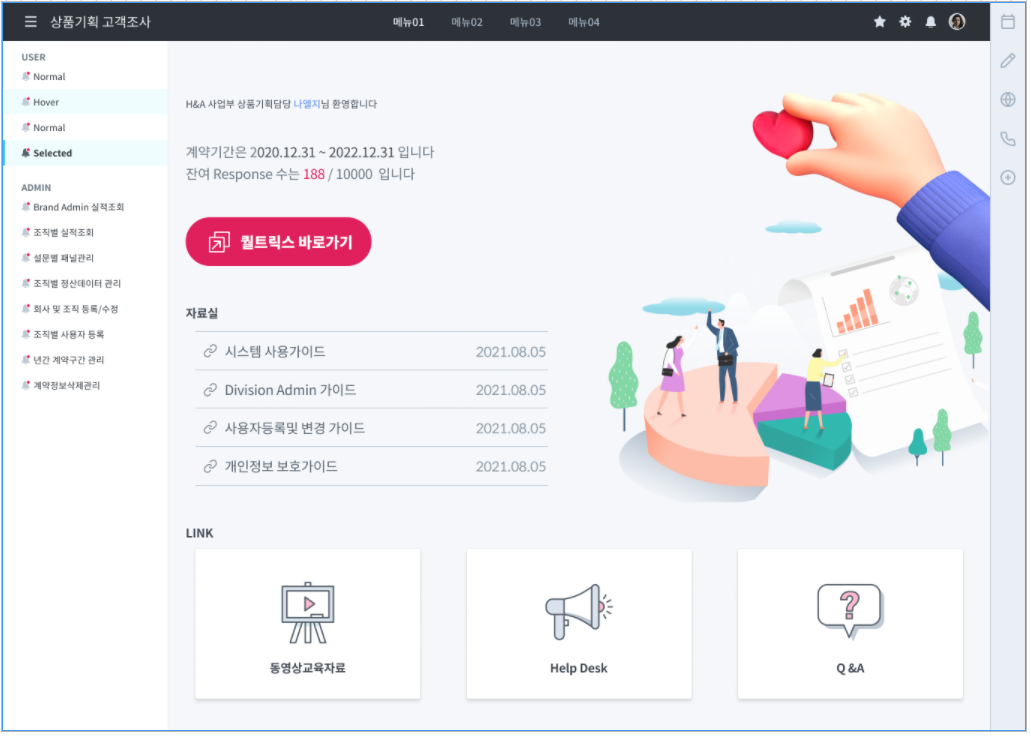 상품기획 고객조사
메뉴01 메뉴02 메뉴03 메뉴04
USER
Normal
Hover
Normal
Selected
ADMIN
Brand Admin 실적조회
조직별 실적조회
설문별 패널관리
조직별 정산데이터 관리
회사 및 조직 등록/수정
조직별 사용자 등록
년간 계약구간 관리
계약정보삭제관리
H&A 사업부 상품기획담당 나엘지님 환영합니다
계약기간은 2020.12.31 ~ 2022.12.31 입니다
잔여 Response 수는 188 / 10000 입니다
퀄트릭스 바로가기
자료실
시스템 사용가이드 2021.08.05
Division Admin 가이드 2021.08.05
사용자등록및 변경 가이드 2021.08.05
개인정보 보호가이드 2021.08.05
LINK
동영상교육자료
Help Desk
Q &A